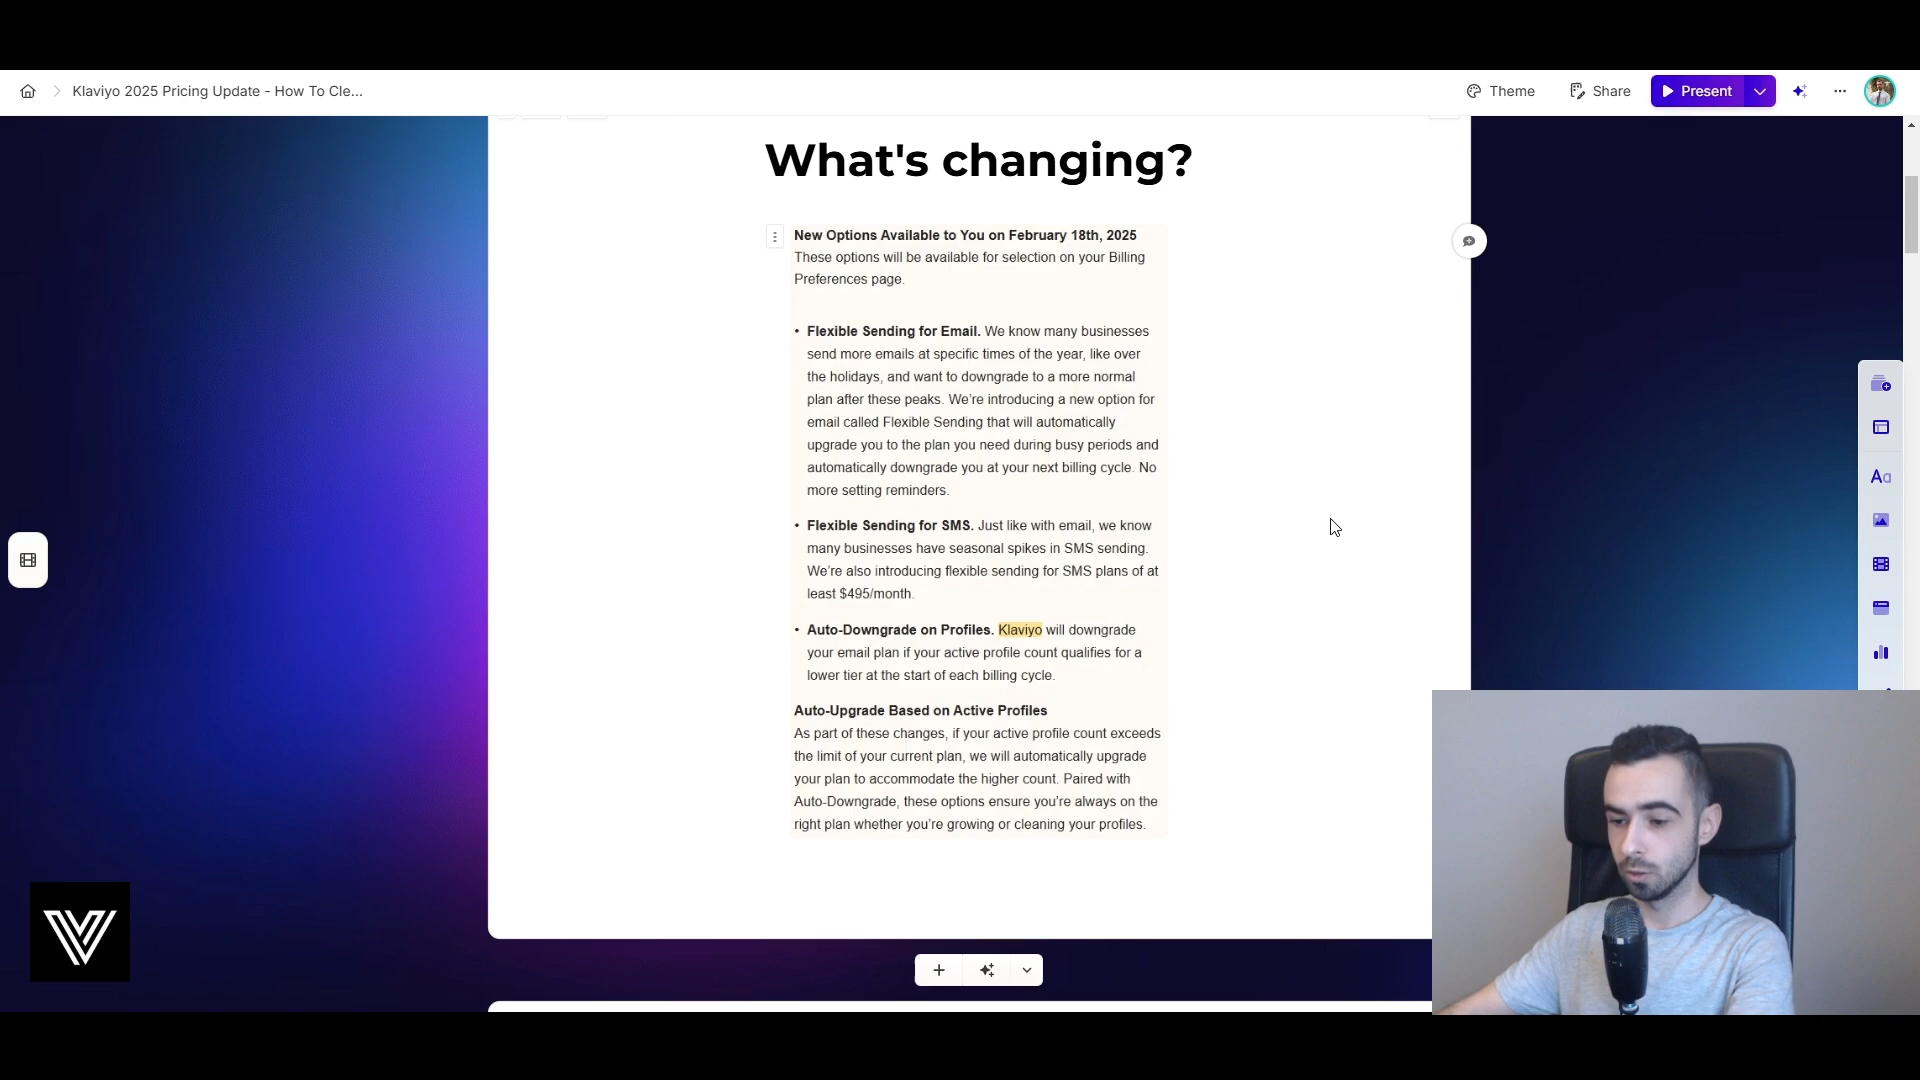 Klaviyo 2025 Pricing Update - How To Cle...
Theme
Share
Present
What's changing?
New Options Available to You on February 18th, 2025
These options will be available for selection on your Billing
Preferences page.
• Flexible Sending for Email. We know many businesses
send more emails at specific times of the year, like over
the holidays, and want to downgrade to a more normal
plan after these peaks. We're introducing a new option for
email called Flexible Sending that will automatically
upgrade you to the plan you need during busy periods and
automatically downgrade you at your next billing cycle. No
more setting reminders.
• Flexible Sending for SMS. Just like with email, we know
many businesses have seasonal spikes in SMS sending.
We're also introducing flexible sending for SMS plans of at
least $495/month.
• Auto-Downgrade on Profiles. Klaviyo will downgrade
your email plan if your active profile count qualifies for a
lower tier at the start of each billing cycle.
Auto-Upgrade Based on Active Profiles
As part of these changes, if your active profile count exceeds
the limit of your current plan, we will automatically upgrade
your plan to accommodate the higher count. Paired with
Auto-Downgrade, these options ensure you're always on the
right plan whether you're growing or cleaning your profiles.
Aa